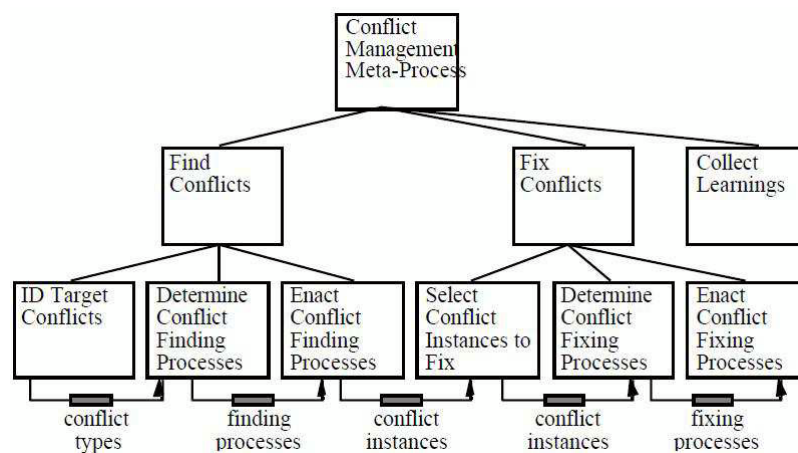 Conflict
Management
Meta-Process
Find
Conflicts
Fix
Conflicts
Collect
Learnings
ID Target
Conflicts
Determine
Conflict
Finding
Processes
Enact
Conflict
Finding
Processes
Select
Conflict
Instances to
Fix
Determine
Conflict
Fixing
Processes
Enact
Conflict
Fixing
Processes
conflict
types
finding
processes
conflict
instances
conflict
instances
fixing
processes